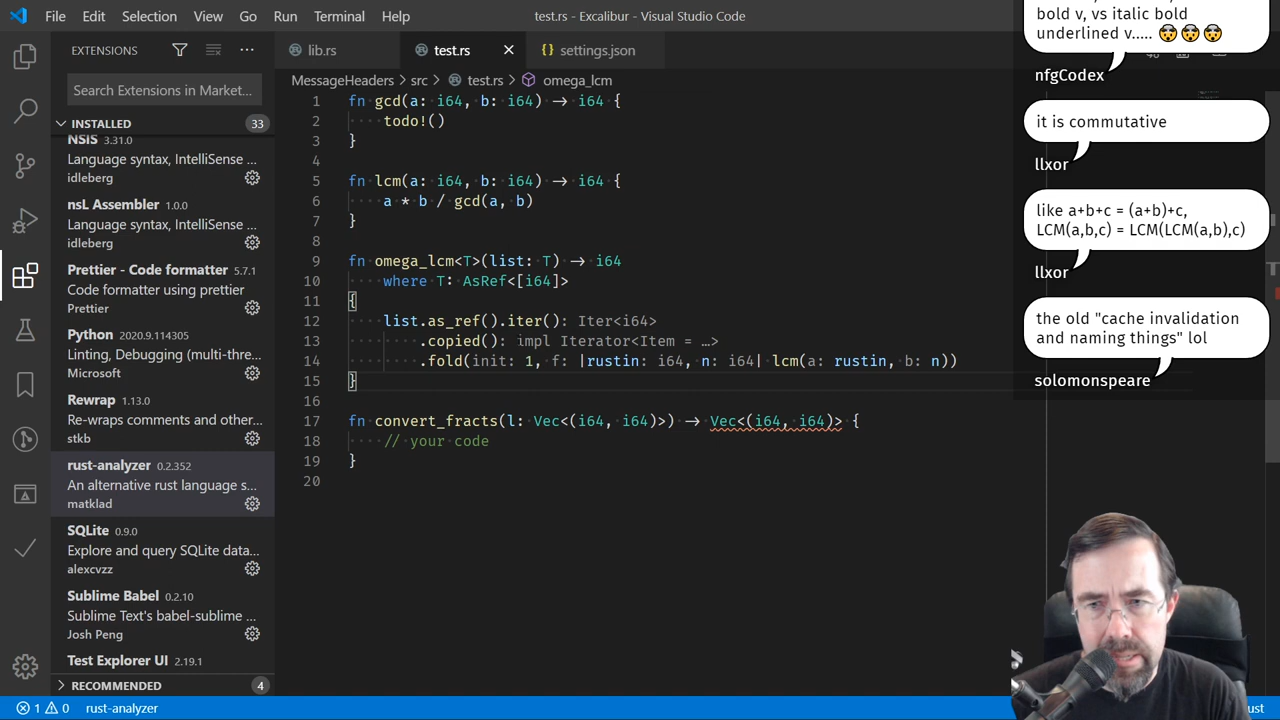 File Edit Selection View Go Run Terminal Help
test.rs - Excalibur - Visual Studio Code
EXTENSIONS
Search Extensions in Market...
INSTALLED 33
NSIS 3.31.0
Language syntax, IntelliSense ...
idleberg
nsL Assembler 1.0.0
Language syntax, IntelliSense ...
idleberg
Prettier - Code formatter 5.7.1
Code formatter using prettier
Prettier
Python 2020.9.114305
Linting, Debugging (multi-thre...
Microsoft
Rewrap 1.13.0
Re-wraps comments and other...
stkb
rust-analyzer 0.2.352
An alternative rust language s...
matklad
SQLite 0.9.0
Explore and query SQLite data...
alexcvzz
Sublime Babel 0.2.10
Sublime Text's babel-sublime ...
Josh Peng
Test Explorer UI 2.19.1
RECOMMENDED 4
lib.rs test.rs settings.json
MessageHeaders > src > test.rs > omega_lcm
1 fn gcd(a: i64, b: i64) -> i64 {
2 todo!()
3 }
4
5 fn lcm(a: i64, b: i64) -> i64 {
6 a * b / gcd(a, b)
7 }
8
9 fn omega_lcm<T>(list: T) -> i64
10 where T: AsRef<[i64]>
11 {
12 list.as_ref().iter(): Iter<i64>
13 .copied(): impl Iterator<Item = …>
14 .fold(init: 1, f: |rustin: i64, n: i64| lcm(a: rustin, b: n))
15 }
16
17 fn convert_fracts(l: Vec<(i64, i64)>) -> Vec<(i64, i64)> {
18 // your code
19 }
20
bold v, vs italic bold
underlined v..... 🤯 🤯 🤯
nfgCodex
it is commutative
llxor
like a+b+c = (a+b)+c,
LCM(a,b,c) = LCM(LCM(a,b),c)
llxor
the old "cache invalidation
and naming things" lol
solomonspeare
1 0 rust-analyzer